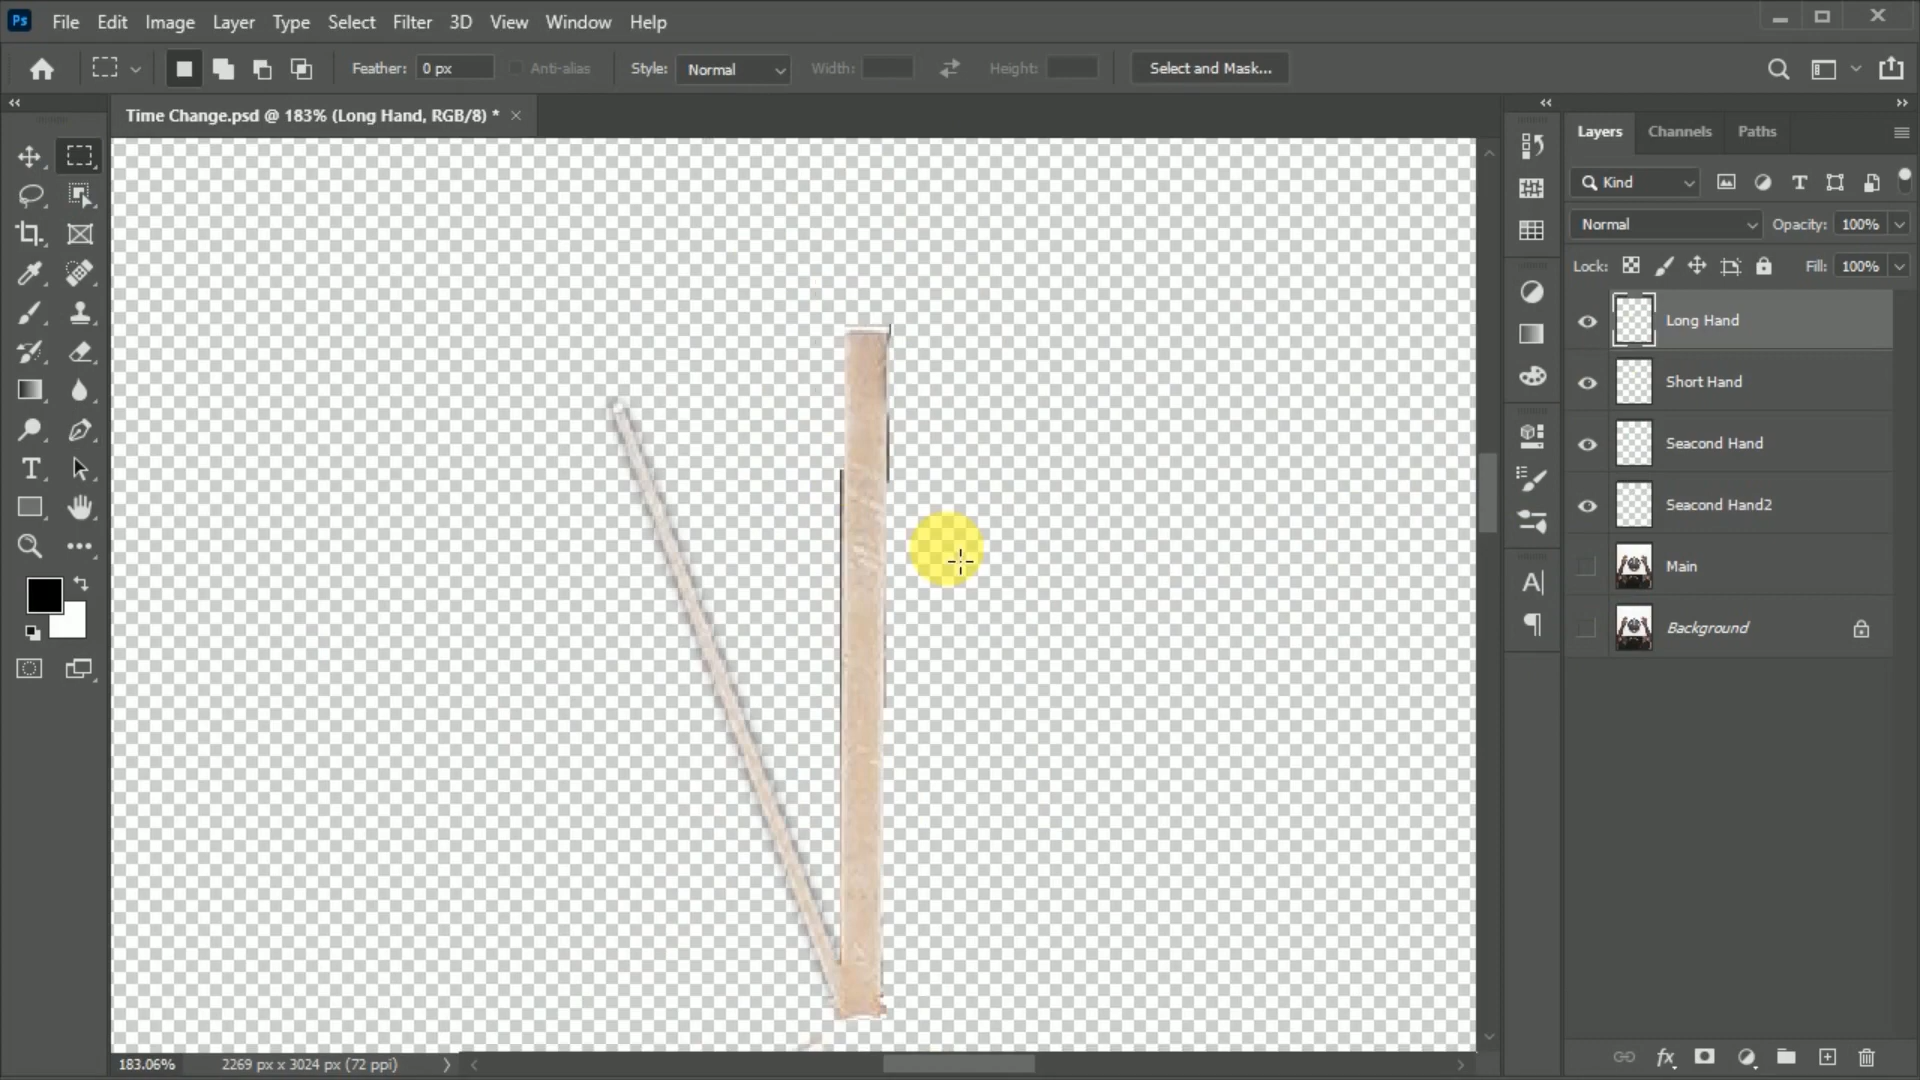 Ps File Edit Image Layer Type Select Filter 3D View Window Help
Feather: 0 px Anti-alias Style: Normal Width: Height: Select and Mask...
Time Change.psd @ 183% (Long Hand, RGB/8) *
Layers Channels Paths
Kind
Normal Opacity: 100%
Lock: Fill: 100%
Long Hand
Short Hand
Seacond Hand
Seacond Hand2
Main
Background
183.06% 2269 px x 3024 px (72 ppi)